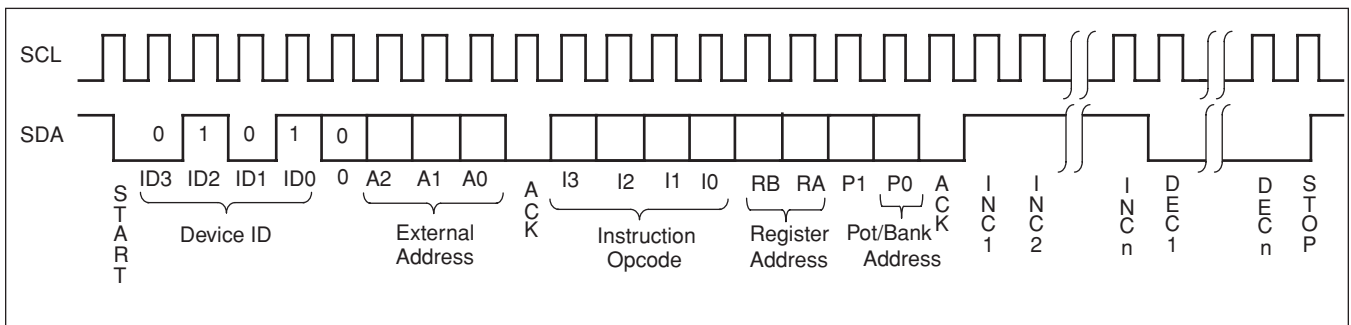 SCL
SDA
0 1 0 1 0
ID3 ID2 ID1 ID0 0 A2 A1 A0 I3 I2 I1 I0 RB RA P1 P0
START
ACK
ACK
INC1
INC2
INCn
DEC1
DECn
STOP
Device ID
External
Address
Instruction
Opcode
Register
Address
Pot/Bank
Address